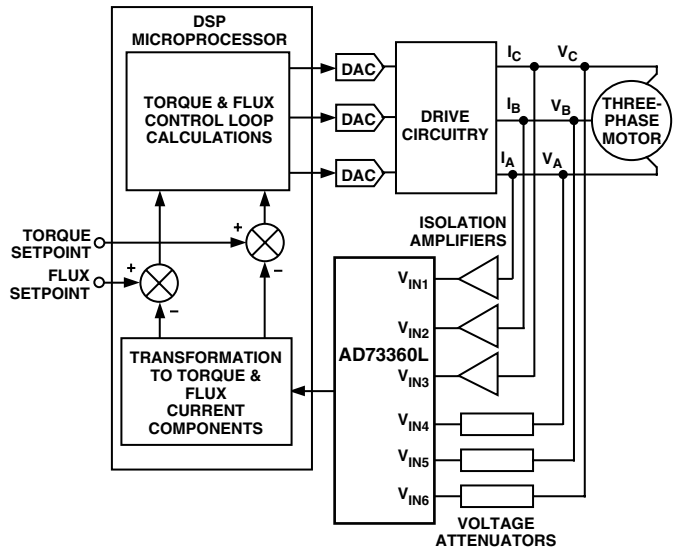 DSP
MICROPROCESSOR
TORQUE & FLUX
CONTROL LOOP
CALCULATIONS
DAC
DAC
DAC
DRIVE
CIRCUITRY
I_C
V_C
I_B
V_B
I_A
V_A
THREE-
PHASE
MOTOR
TORQUE
SETPOINT
+
–
FLUX
SETPOINT
+
–
ISOLATION
AMPLIFIERS
TRANSFORMATION
TO TORQUE &
FLUX
CURRENT
COMPONENTS
AD73360L
V_IN1
V_IN2
V_IN3
V_IN4
V_IN5
V_IN6
VOLTAGE
ATTENUATORS